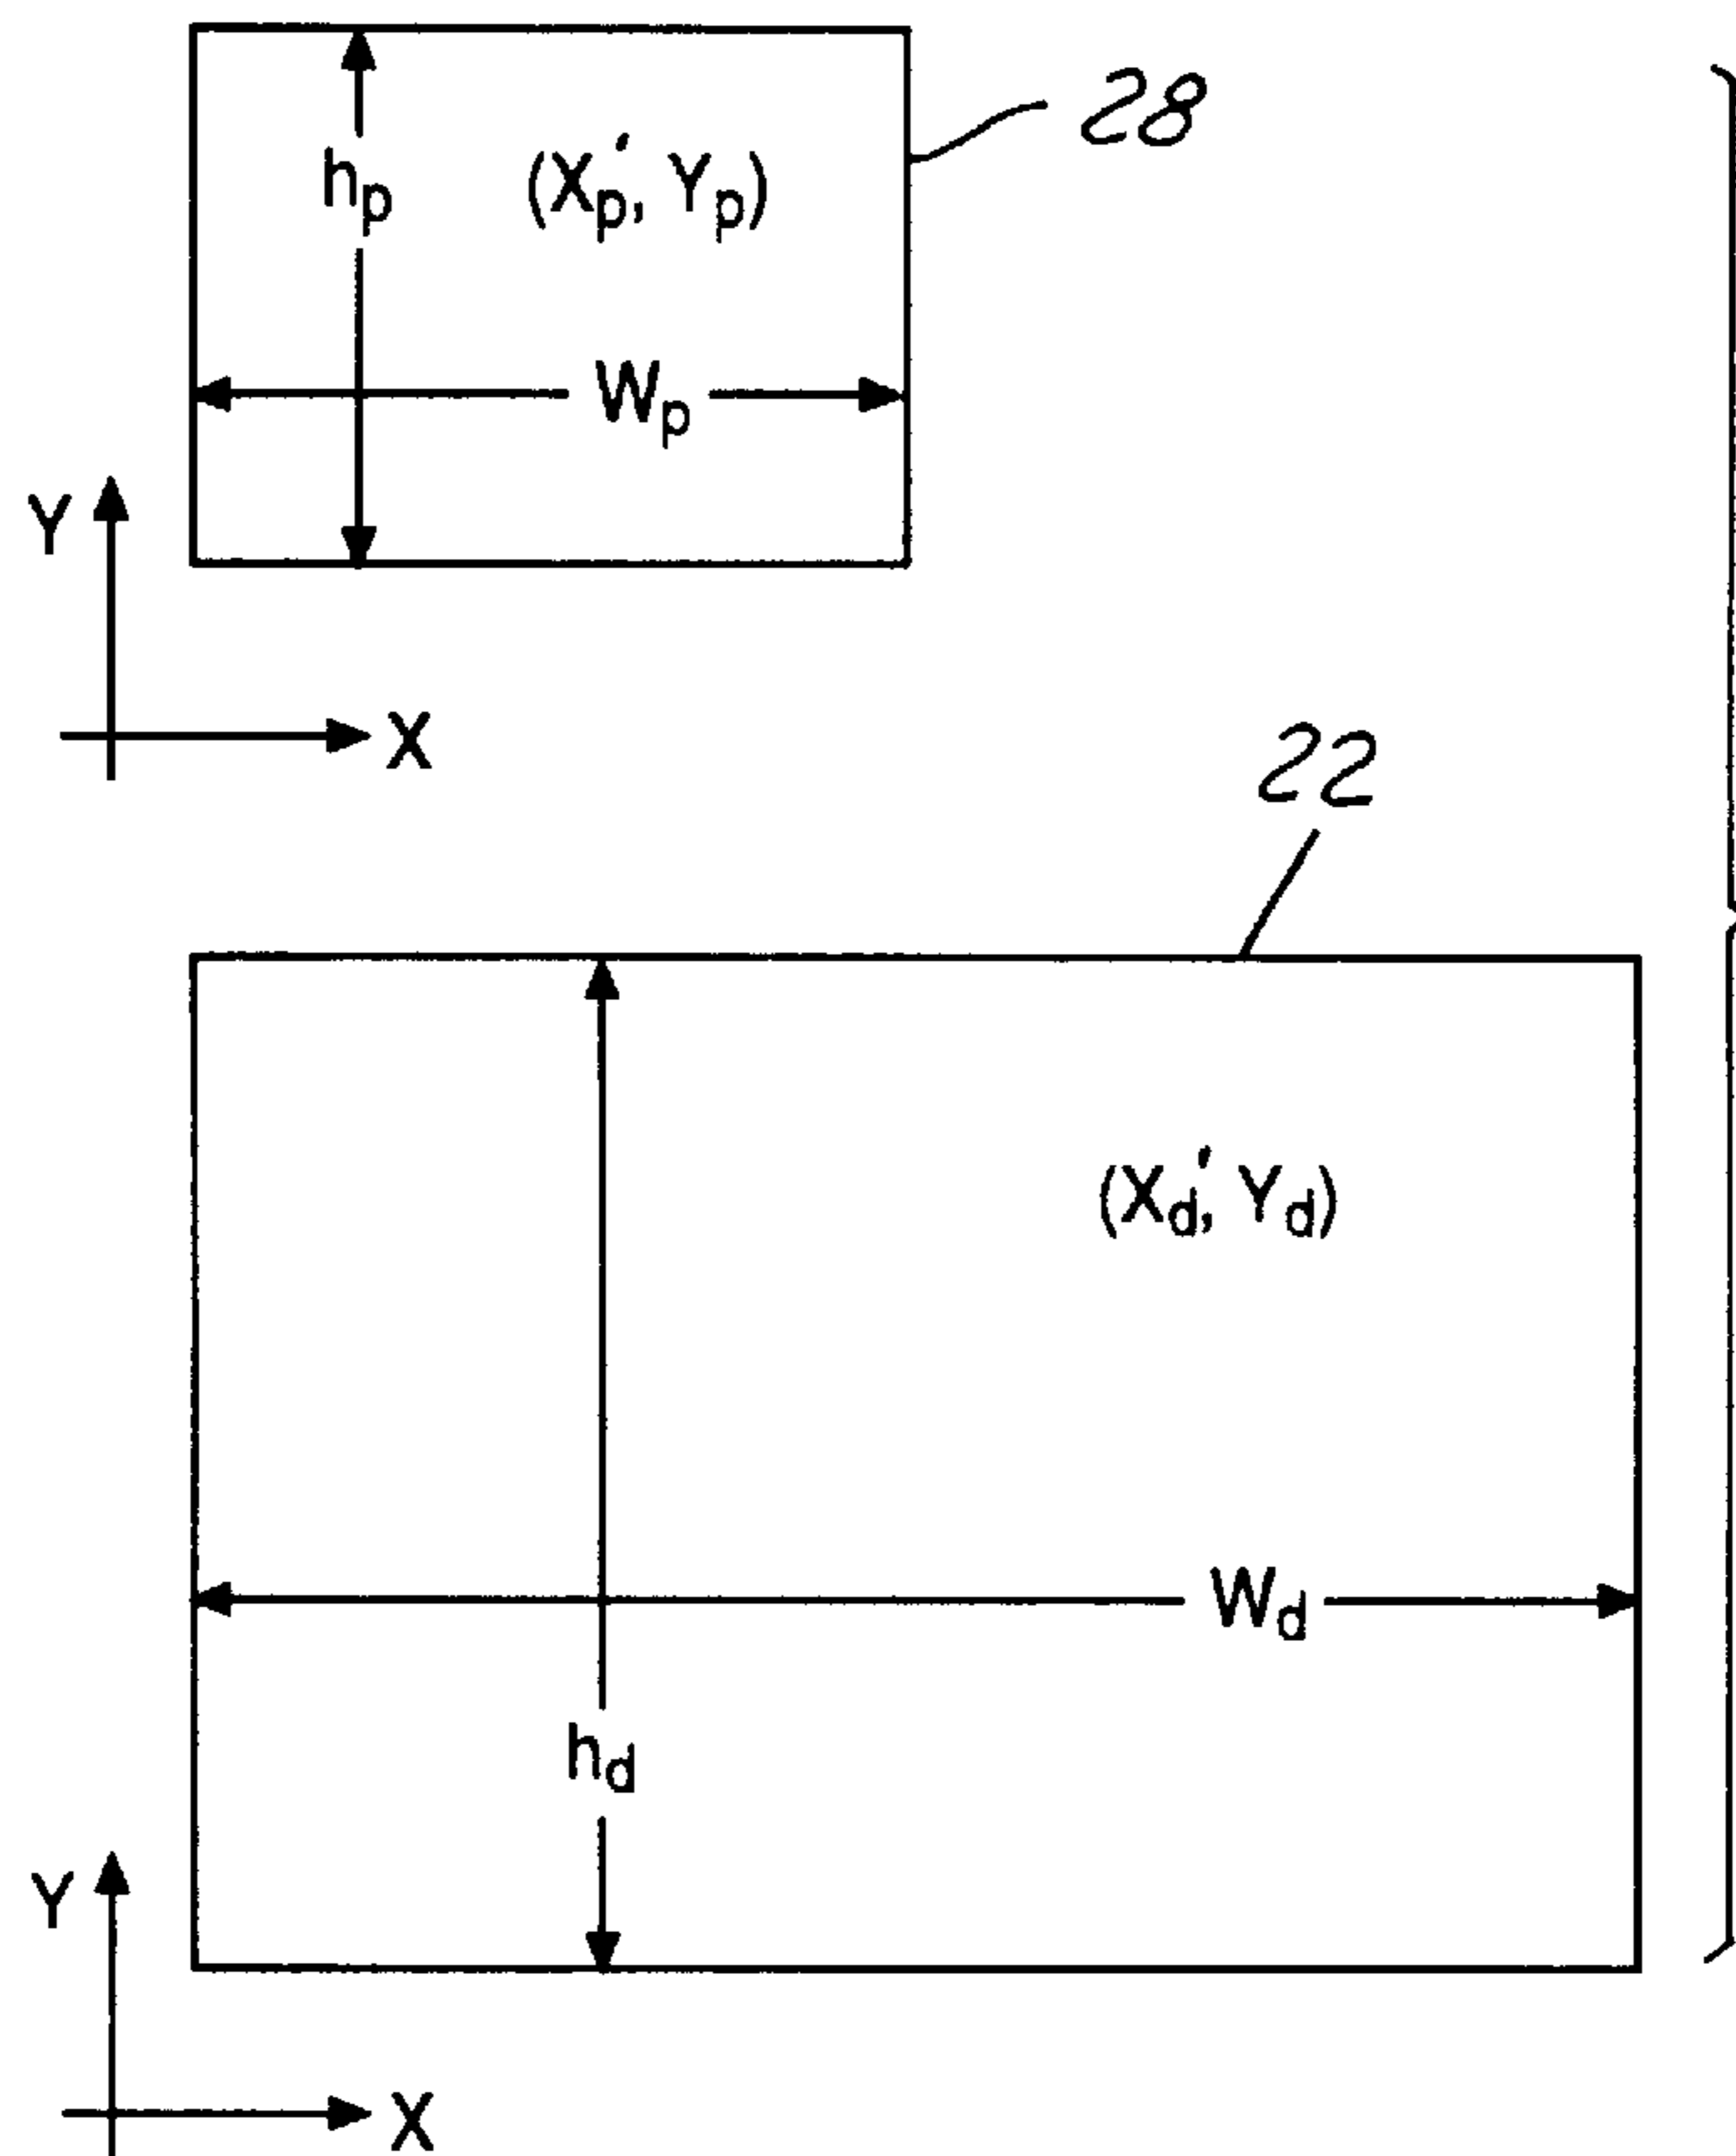 28
hp
(Xp', Yp)
Wp
Y
X
22
(Xd', Yd)
Wd
hd
Y
X